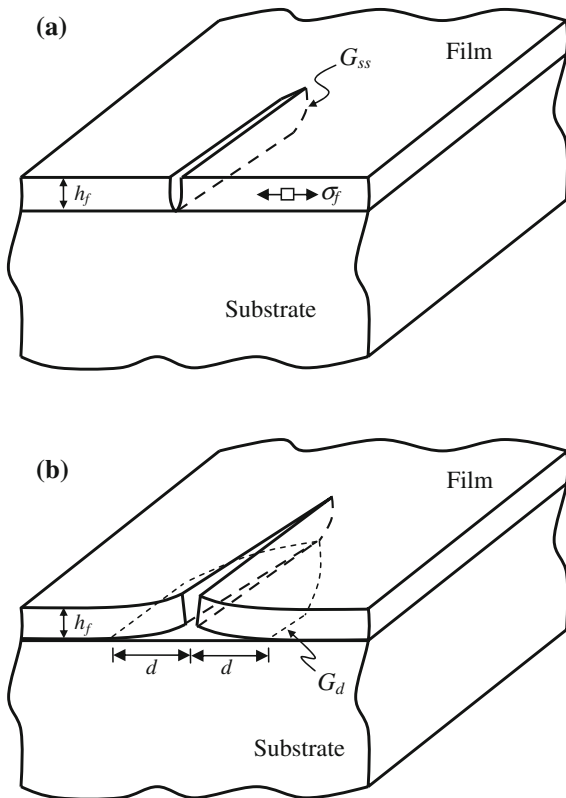 (a)
G_ss
Film
h_f
σ_f
Substrate
(b)
Film
h_f
d d
G_d
Substrate